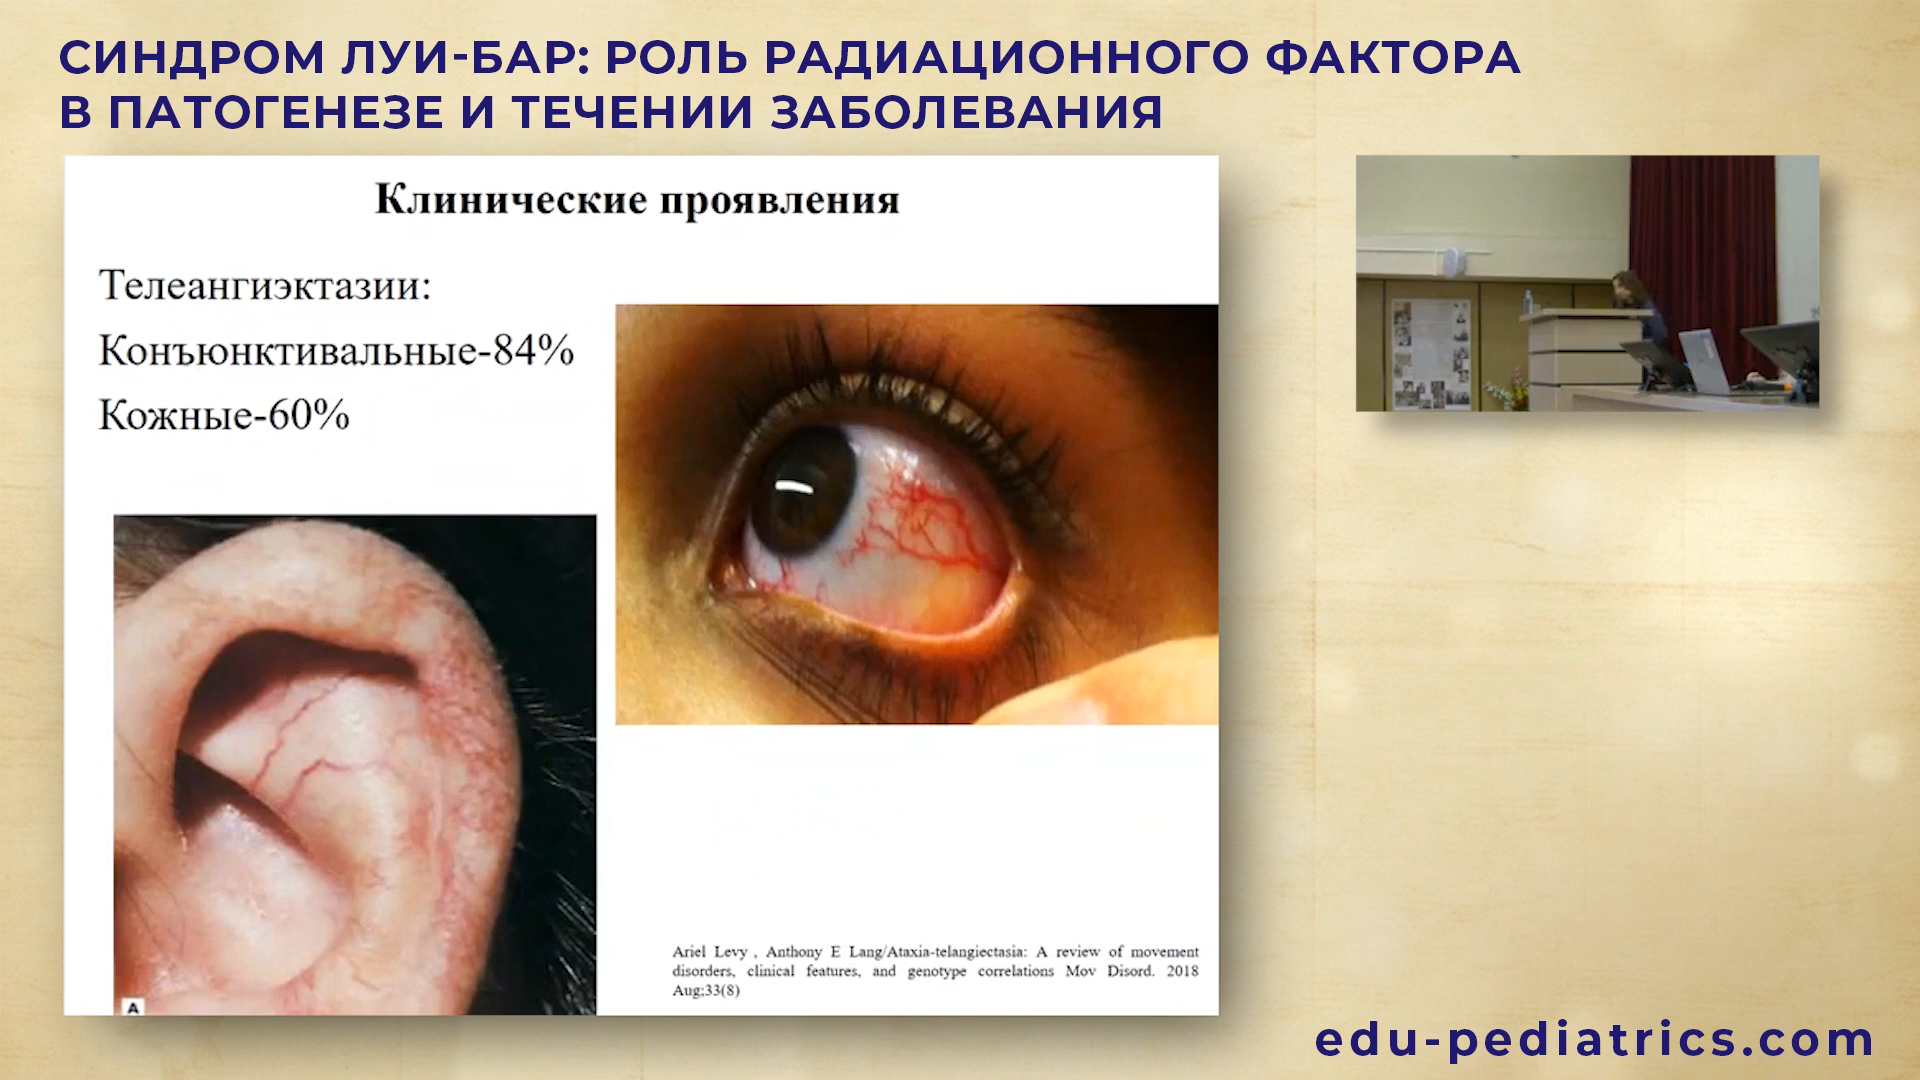 СИНДРОМ ЛУИ-БАР: РОЛЬ РАДИАЦИОННОГО ФАКТОРА
В ПАТОГЕНЕЗЕ И ТЕЧЕНИИ ЗАБОЛЕВАНИЯ
Клинические проявления
Телеангиэктазии:
Конъюнктивальные-84%
Кожные-60%
A
Ariel Levy , Anthony E Lang/Ataxia-telangiectasia: A review of movement
disorders, clinical features, and genotype correlations Mov Disord. 2018
Aug;33(8)
edu-pediatrics.com